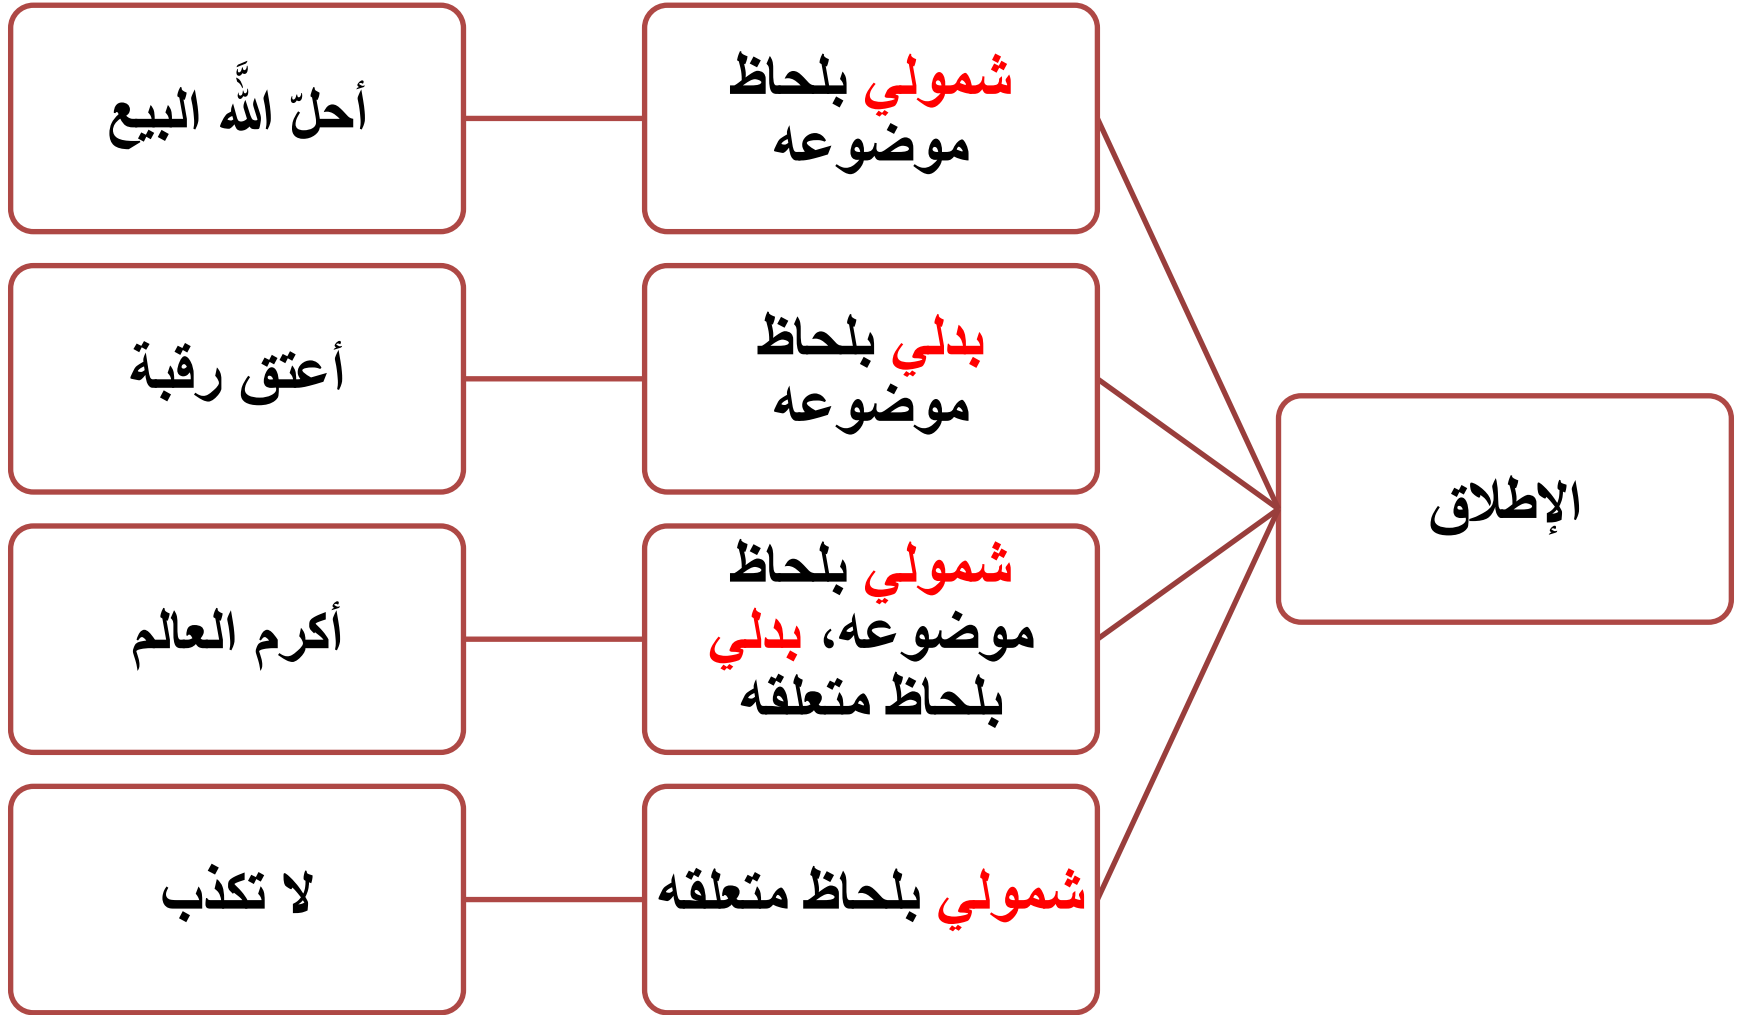 الإطلاق
شمولي بلحاظ
موضوعه
أحلّ اللَّه البيع
بدلي بلحاظ
موضوعه
أعتق رقبة
شمولي بلحاظ
موضوعه، بدلي
بلحاظ متعلقه
أكرم العالم
شمولي بلحاظ متعلقه
لا تكذب